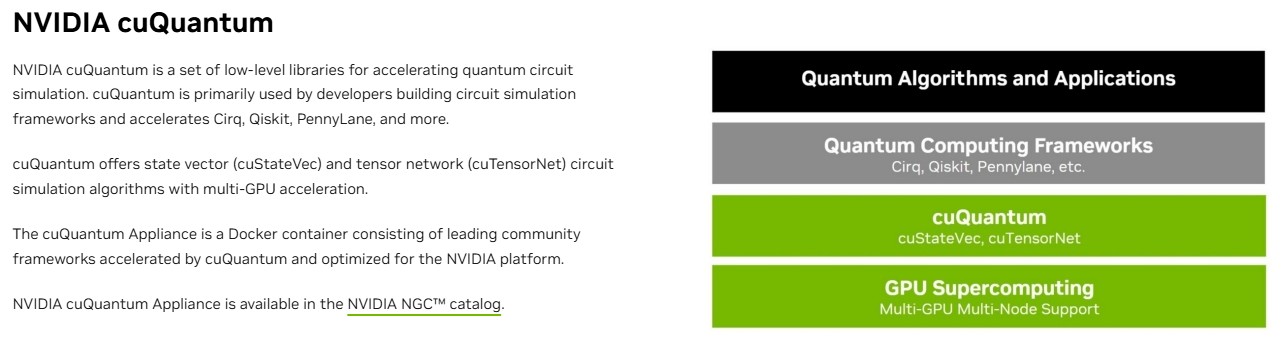 NVIDIA cuQuantum
NVIDIA cuQuantum is a set of low-level libraries for accelerating quantum circuit
simulation. cuQuantum is primarily used by developers building circuit simulation
frameworks and accelerates Cirq, Qiskit, PennyLane, and more.
cuQuantum offers state vector (cuStateVec) and tensor network (cuTensorNet) circuit
simulation algorithms with multi-GPU acceleration.
The cuQuantum Appliance is a Docker container consisting of leading community
frameworks accelerated by cuQuantum and optimized for the NVIDIA platform.
NVIDIA cuQuantum Appliance is available in the NVIDIA NGC™ catalog.
Quantum Algorithms and Applications
Quantum Computing Frameworks
Cirq, Qiskit, Pennylane, etc.
cuQuantum
cuStateVec, cuTensorNet
GPU Supercomputing
Multi-GPU Multi-Node Support